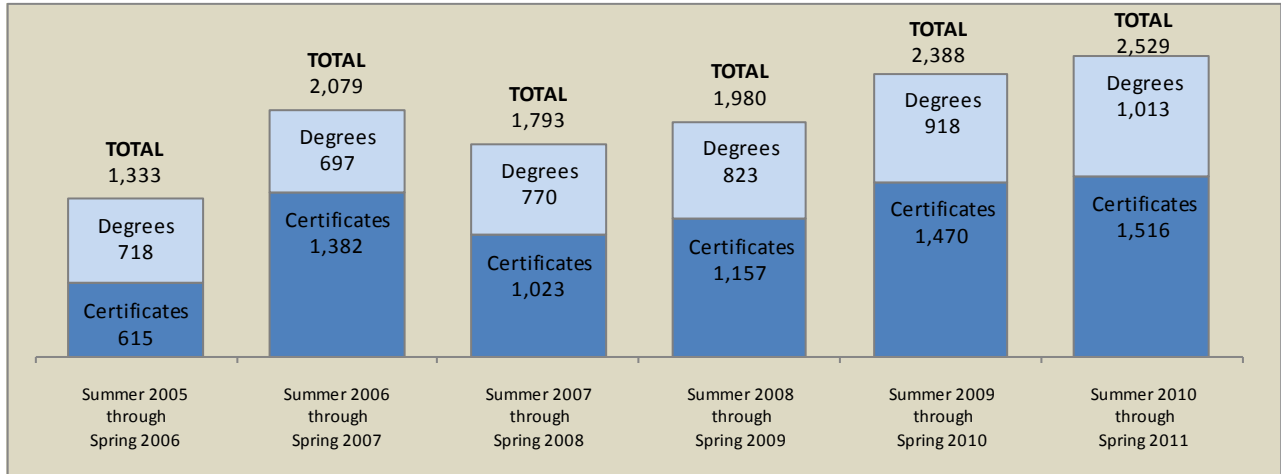 TOTAL
1,333
Degrees
718
Certificates
615
Summer 2005
through
Spring 2006
TOTAL
2,079
Degrees
697
Certificates
1,382
Summer 2006
through
Spring 2007
TOTAL
1,793
Degrees
770
Certificates
1,023
Summer 2007
through
Spring 2008
TOTAL
1,980
Degrees
823
Certificates
1,157
Summer 2008
through
Spring 2009
TOTAL
2,388
Degrees
918
Certificates
1,470
Summer 2009
through
Spring 2010
TOTAL
2,529
Degrees
1,013
Certificates
1,516
Summer 2010
through
Spring 2011